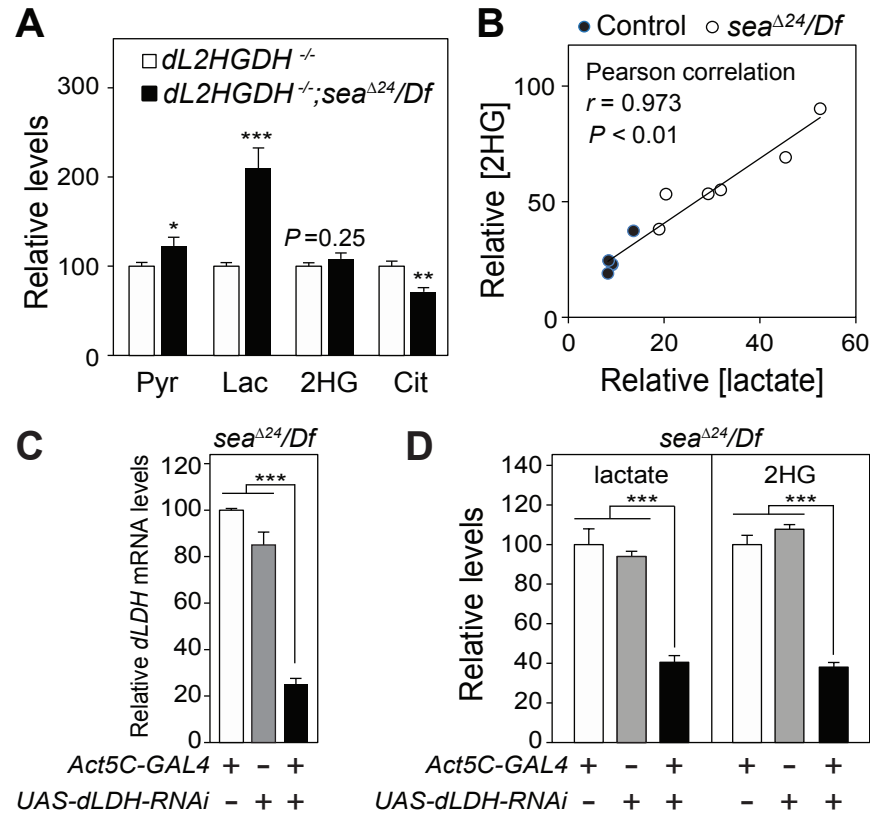 A
□ dL2HGDH -/-
■ dL2HGDH -/-;seaΔ24/Df
Relative levels
300
200
100
0
*
***
P=0.25
**
Pyr Lac 2HG Cit
B
● Control ○ seaΔ24/Df
Pearson correlation
r = 0.973
P < 0.01
Relative [2HG]
100
50
0
0 20 40 60
Relative [lactate]
C
seaΔ24/Df
Relative dLDH mRNA levels
120
100
80
60
40
20
0
***
Act5C-GAL4 + - +
UAS-dLDH-RNAi - + +
D
seaΔ24/Df
lactate 2HG
Relative levels
140
120
100
80
60
40
20
0
*** ***
Act5C-GAL4 + - + + - +
UAS-dLDH-RNAi - + + - + +